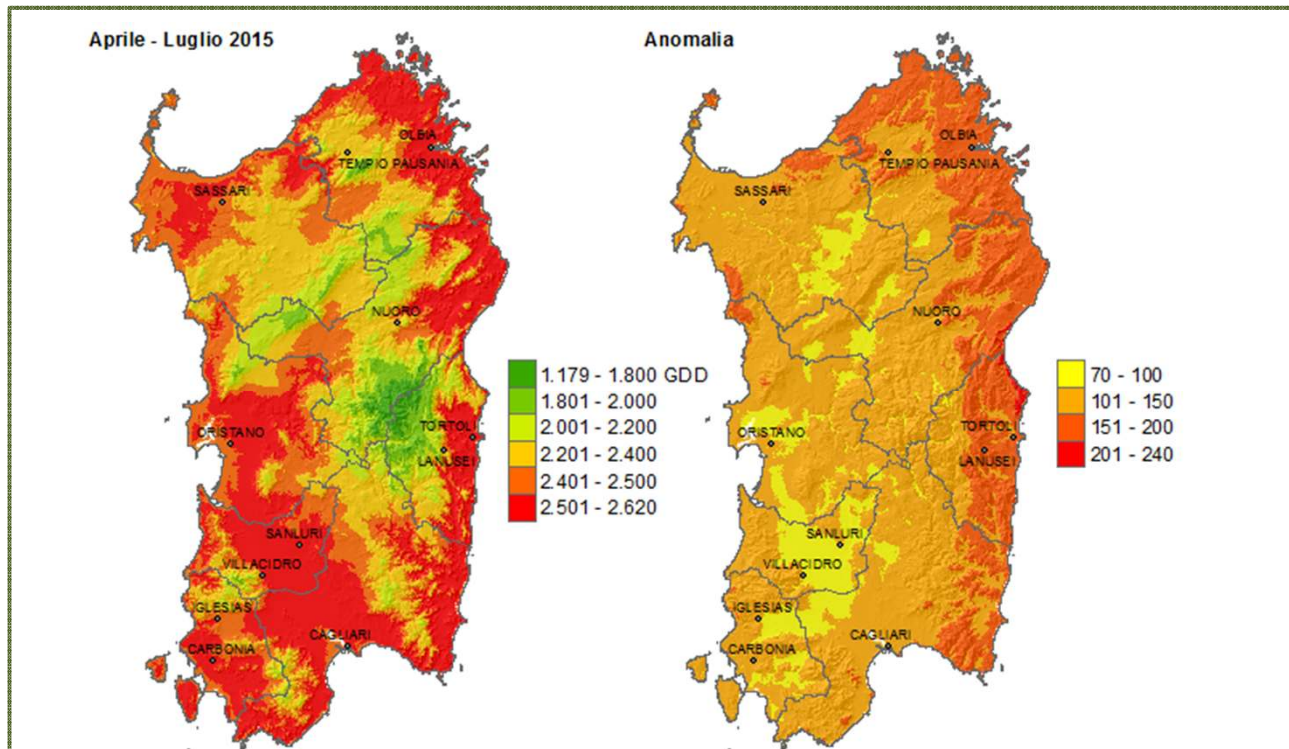 Aprile - Luglio 2015
OLBIA
TEMPIO PAUSANIA
SASSARI
NUORO
ORISTANO
TORTOLI
LANUSEI
SANLURI
VILLACIDRO
IGLESIAS
CAGLIARI
CARBONIA
1.179 - 1.800 GDD
1.801 - 2.000
2.001 - 2.200
2.201 - 2.400
2.401 - 2.500
2.501 - 2.620
Anomalia
OLBIA
TEMPIO PAUSANIA
SASSARI
NUORO
ORISTANO
TORTOLI
LANUSEI
SANLURI
VILLACIDRO
IGLESIAS
CAGLIARI
CARBONIA
70 - 100
101 - 150
151 - 200
201 - 240